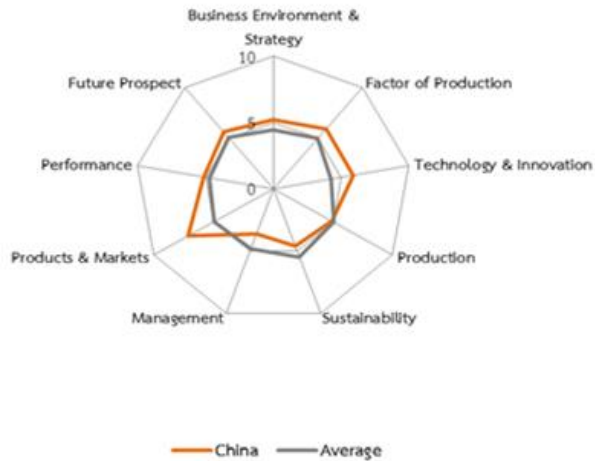 Business Environment &
Strategy
10
Future Prospect
Factor of Production
5
Performance
Technology & Innovation
0
Products & Markets
Production
Management
Sustainability
China
Average